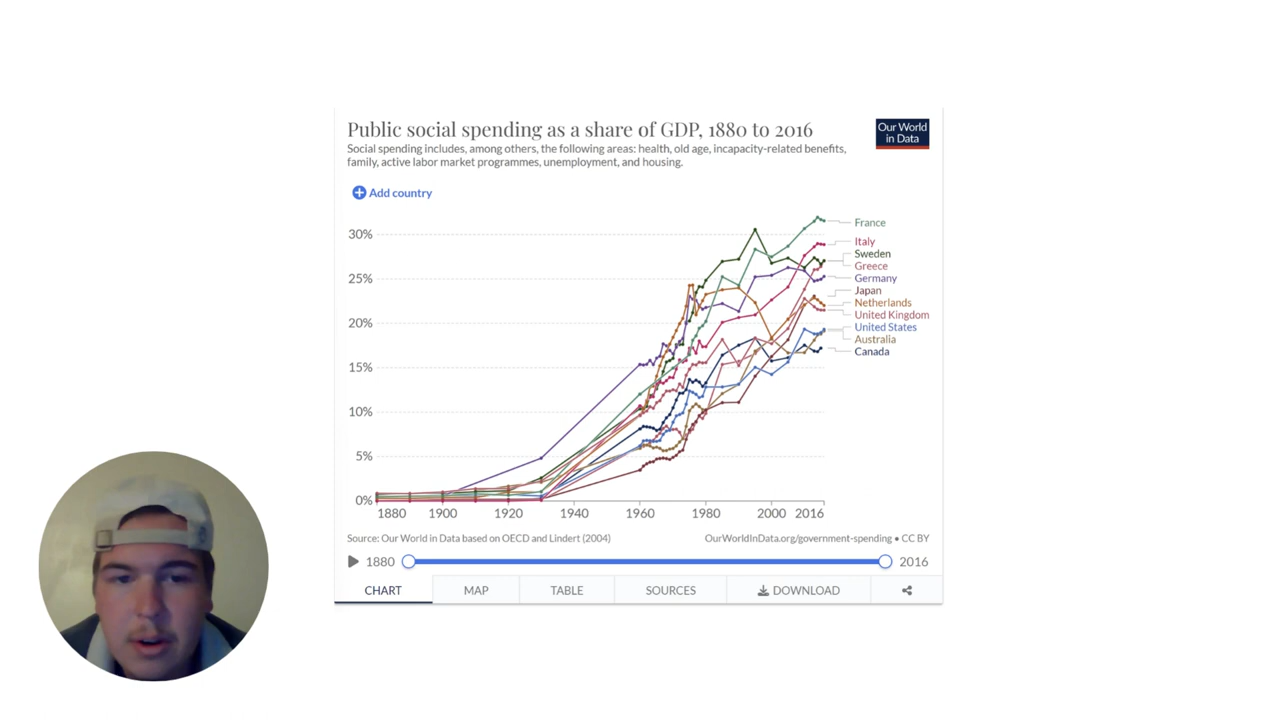 Public social spending as a share of GDP, 1880 to 2016
Our World
in Data
Social spending includes, among others, the following areas: health, old age, incapacity-related benefits,
family, active labor market programmes, unemployment, and housing.
Add country
30%
25%
20%
15%
10%
5%
0%
France
Italy
Sweden
Greece
Germany
Japan
Netherlands
United Kingdom
United States
Australia
Canada
1880 1900 1920 1940 1960 1980 2000 2016
Source: Our World in Data based on OECD and Lindert (2004)
OurWorldInData.org/government-spending • CC BY
1880 2016
CHART MAP TABLE SOURCES DOWNLOAD